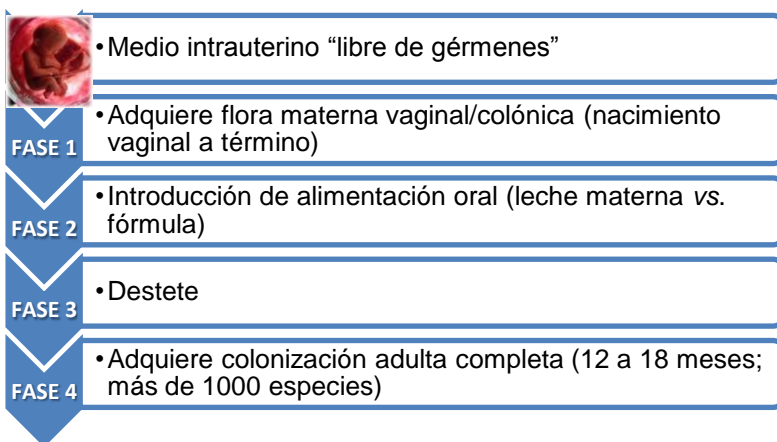 •Medio intrauterino “libre de gérmenes”
•Adquiere flora materna vaginal/colónica (nacimiento
vaginal a término)
FASE 1
•Introducción de alimentación oral (leche materna vs.
fórmula)
FASE 2
•Destete
FASE 3
•Adquiere colonización adulta completa (12 a 18 meses;
más de 1000 especies)
FASE 4